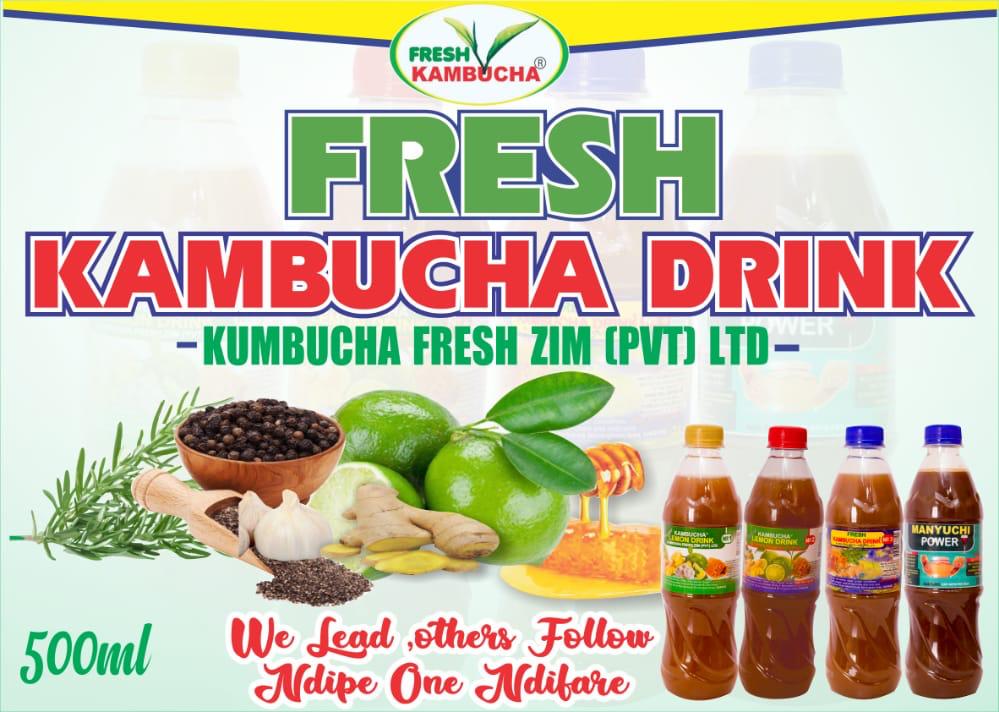 FRESH
KAMBUCHA®
FRESH
KAMBUCHA DRINK
-KUMBUCHA FRESH ZIM (PVT) LTD-
500ml
We Lead ,others Follow
Ndipe One Ndifare
KAMBUCHA
LEMON DRINK
KAMBUCHA
LEMON DRINK
FRESH
KAMBUCHA DRINK
MANYUCHI
POWER
POWER